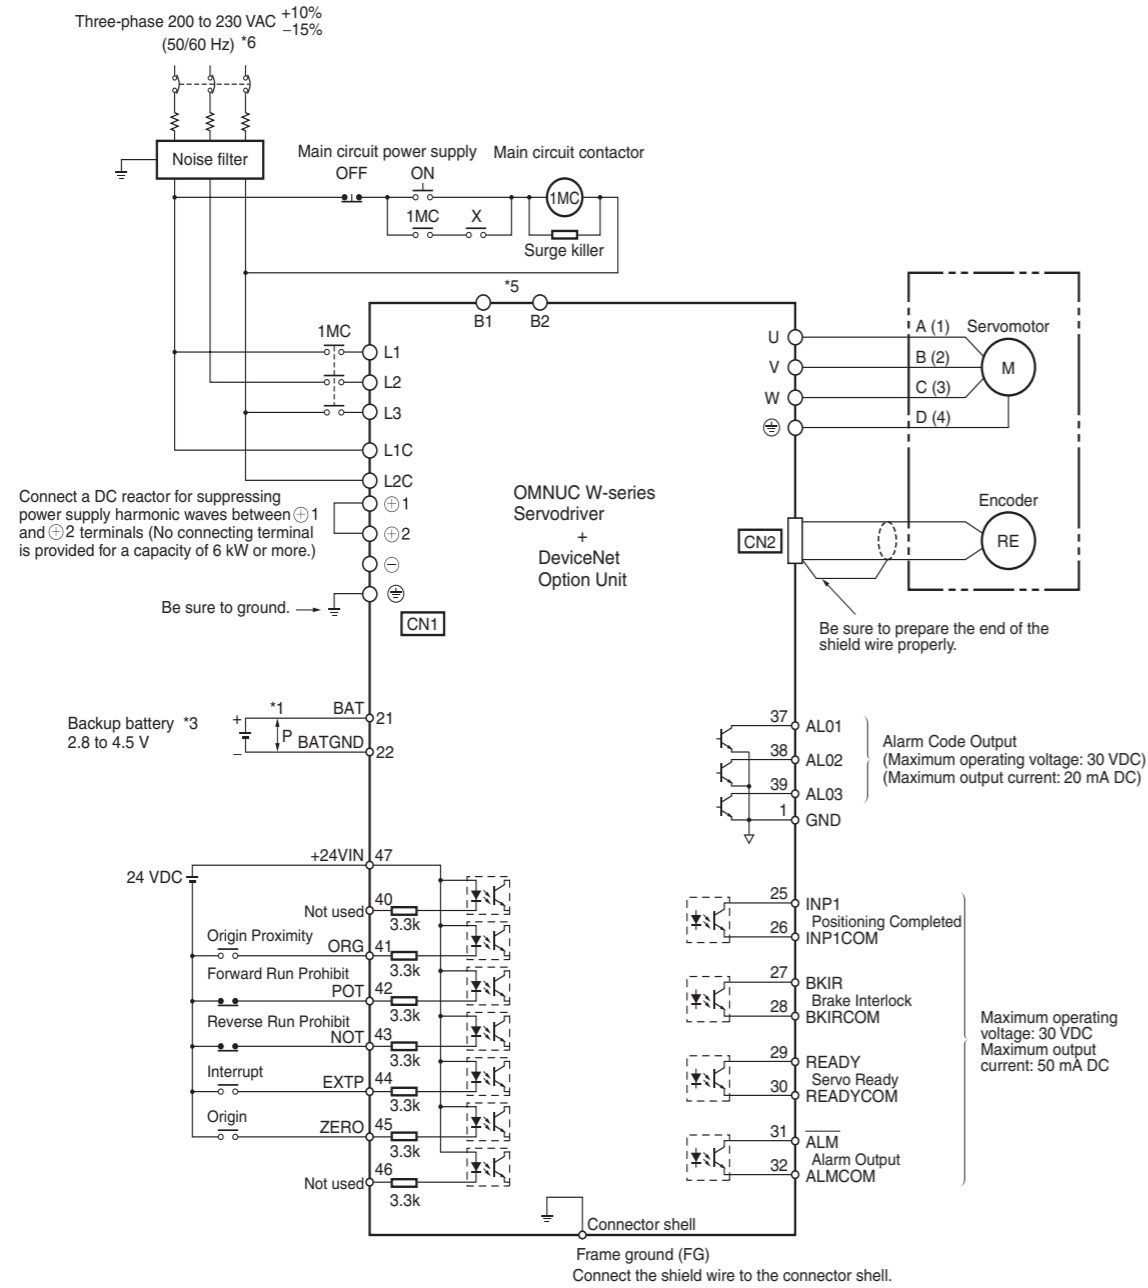 Three-phase 200 to 230 VAC +10%
−15%
(50/60 Hz) *6
Noise filter
Main circuit power supply
Main circuit contactor
OFF
ON
1MC
1MC
X
Surge killer
*5
B1
B2
1MC
L1
L2
L3
L1C
L2C
⊕1
⊕2
⊖
Connect a DC reactor for suppressing
power supply harmonic waves between ⊕1
and ⊕2 terminals (No connecting terminal
is provided for a capacity of 6 kW or more.)
Be sure to ground.
CN1
OMNUC W-series
Servodriver
+
DeviceNet
Option Unit
U
V
W
A (1)
B (2)
C (3)
D (4)
Servomotor
M
Encoder
RE
CN2
Be sure to prepare the end of the
shield wire properly.
Backup battery *3
2.8 to 4.5 V
*1
+
−
P
BAT
21
BATGND
22
37
AL01
38
AL02
39
AL03
1
GND
Alarm Code Output
(Maximum operating voltage: 30 VDC)
(Maximum output current: 20 mA DC)
24 VDC
+24VIN
47
Not used
40
3.3k
Origin Proximity
ORG
41
3.3k
Forward Run Prohibit
POT
42
3.3k
Reverse Run Prohibit
NOT
43
3.3k
Interrupt
EXTP
44
3.3k
Origin
ZERO
45
3.3k
Not used
46
3.3k
25
INP1
Positioning Completed
26
INP1COM
27
BKIR
Brake Interlock
28
BKIRCOM
29
READY
Servo Ready
30
READYCOM
31
ALM
Alarm Output
32
ALMCOM
Maximum operating
voltage: 30 VDC
Maximum output
current: 50 mA DC
Connector shell
Frame ground (FG)
Connect the shield wire to the connector shell.